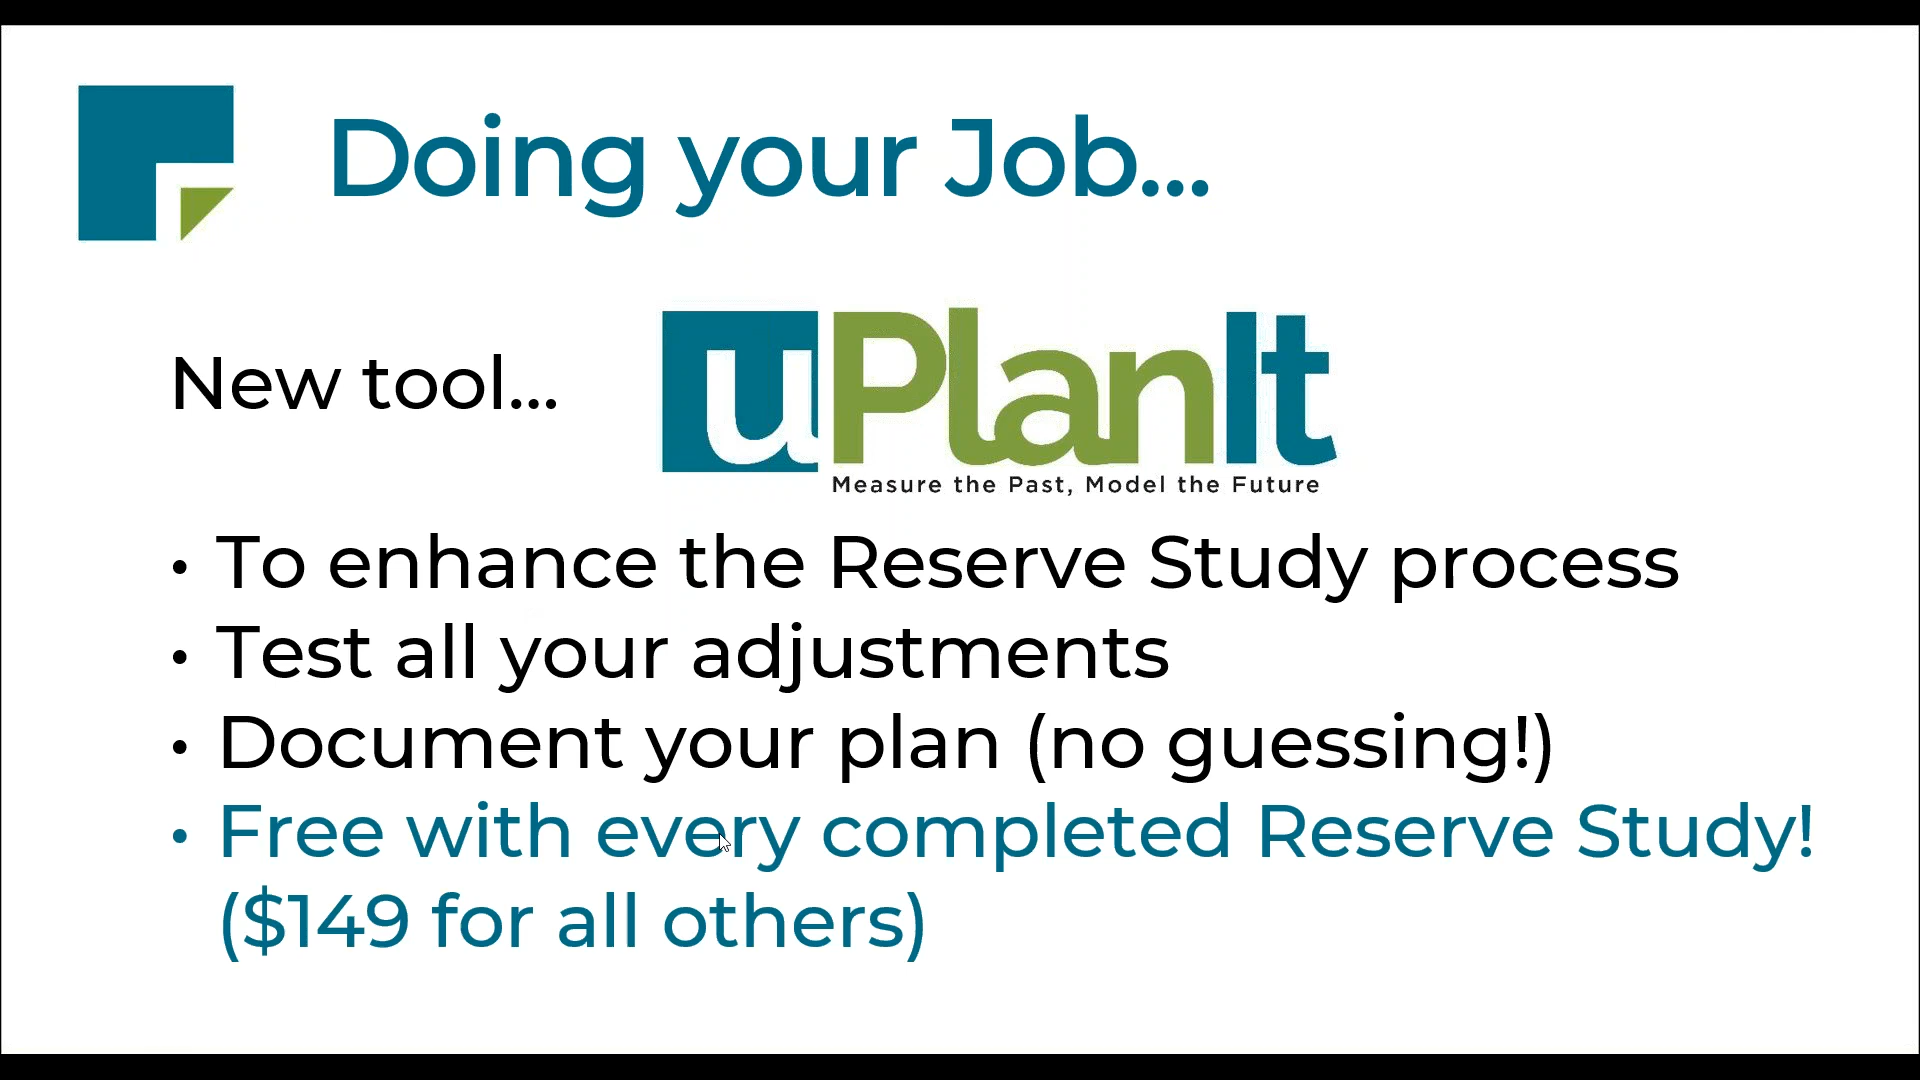 Doing your Job...
New tool...
uPlanIt
Measure the Past, Model the Future
• To enhance the Reserve Study process
• Test all your adjustments
• Document your plan (no guessing!)
• Free with every completed Reserve Study!
($149 for all others)